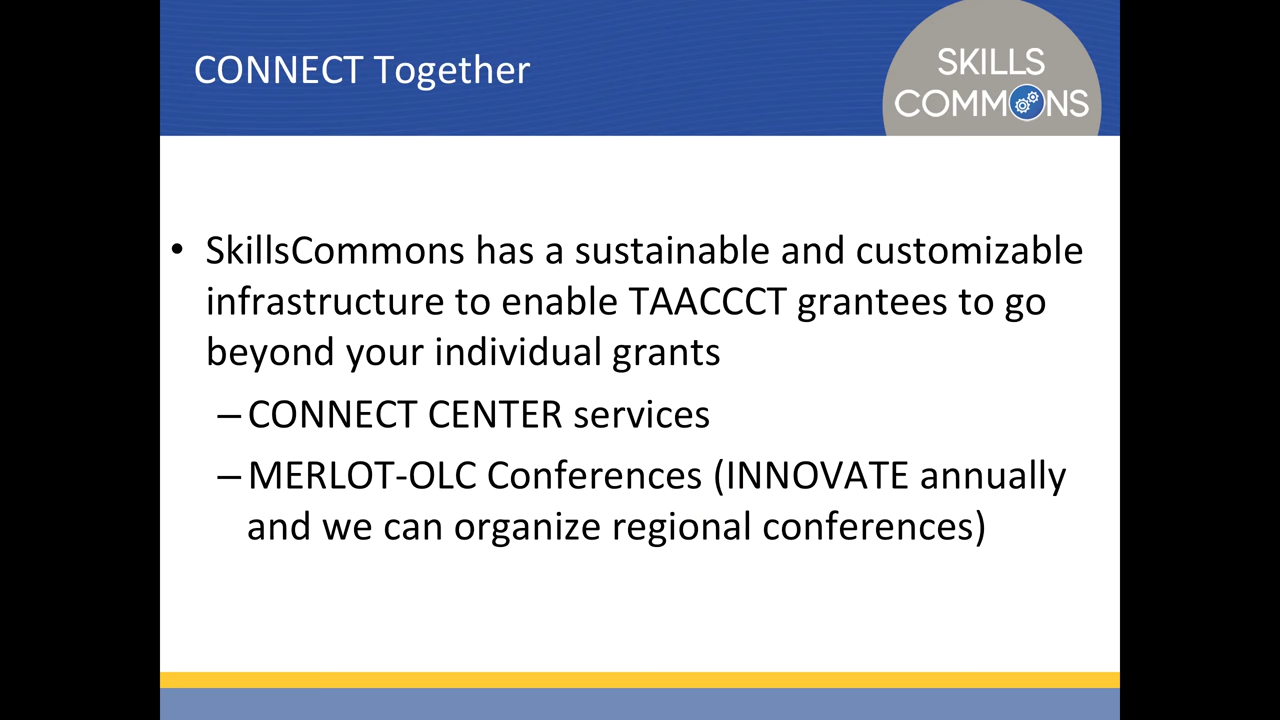 CONNECT Together
SKILLS
COMMONS
• SkillsCommons has a sustainable and customizable
infrastructure to enable TAACCCT grantees to go
beyond your individual grants
– CONNECT CENTER services
– MERLOT-OLC Conferences (INNOVATE annually
and we can organize regional conferences)